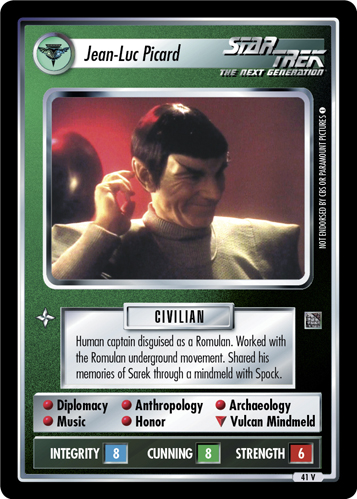 Jean-Luc Picard
STAR TREK
THE NEXT GENERATION
NOT ENDORSED BY CBS OR PARAMOUNT PICTURES
CIVILIAN
Human captain disguised as a Romulan. Worked with
the Romulan underground movement. Shared his
memories of Sarek through a mindmeld with Spock.
Diplomacy Anthropology Archaeology
Music Honor Vulcan Mindmeld
INTEGRITY 8 CUNNING 8 STRENGTH 6
41 V